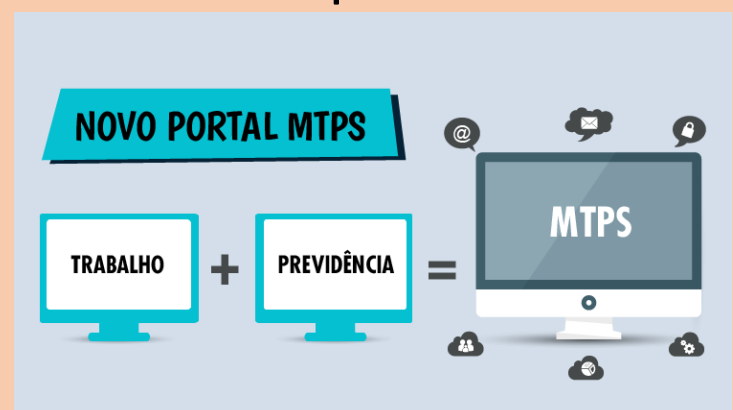 NOVO PORTAL MTPS
@
MTPS
TRABALHO + PREVIDÊNCIA =